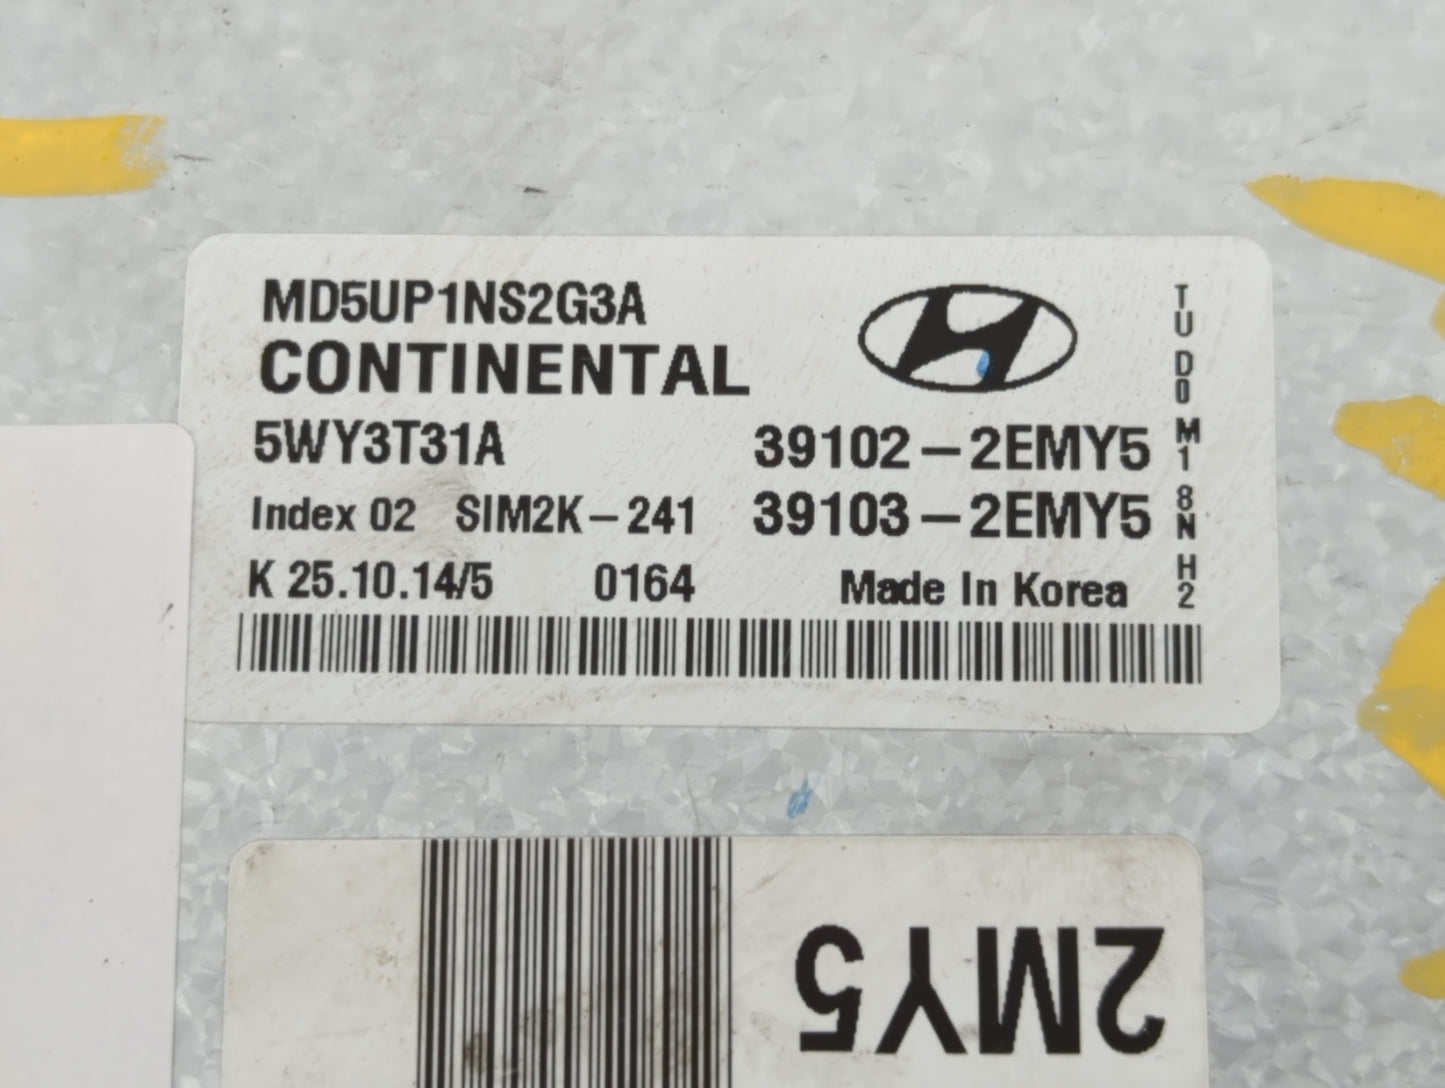 MD5UP1NS2G3A
CONTINENTAL
5WY3T31A
39102-2EMY5
Index 02 SIM2K-241
39103-2EMY5
K 25.10.14/5 0164 Made In Korea
TU D0 M1 8N H2
2MY5